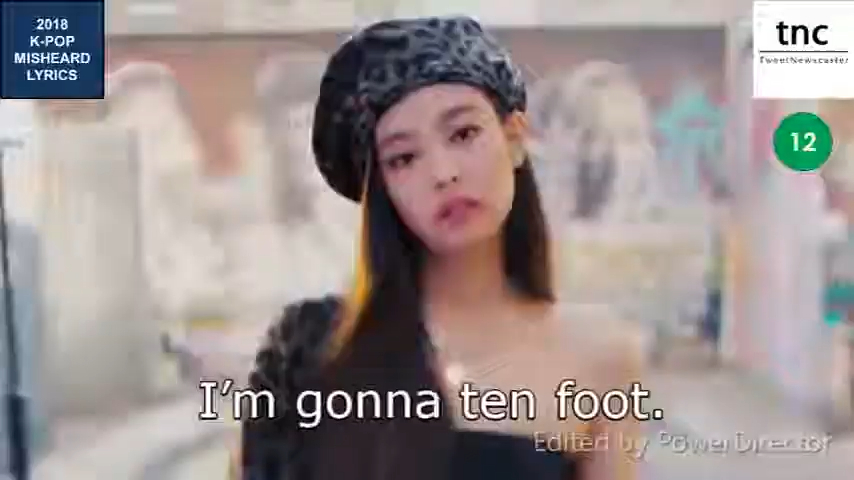 2018
K-POP
MISHEARD
LYRICS
tnc
TweetNewscaster
12
I'm gonna ten foot.
Edited by PowerDirector